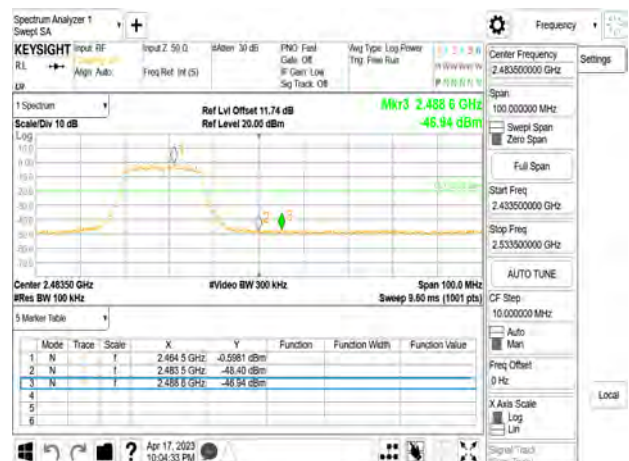 Spectrum Analyzer 1
Swept SA
+
Frequency
KEYSIGHT
Input: RF
Input Z: 50 Ω
#Atten: 30 dB
PNO: Fast
Avg Type: Log-Power
RL
Align: Auto
Freq Ref: Int (S)
Gate: Off
Trig: Free Run
IF Gain: Low
Sig Track: Off
Settings
Center Frequency
2.483500000 GHz
Span
100.000000 MHz
Swept Span
Zero Span
Full Span
Start Freq
2.433500000 GHz
Stop Freq
2.533500000 GHz
AUTO TUNE
CF Step
10.000000 MHz
Auto
Man
Freq Offset
0 Hz
X Axis Scale
Log
Lin
Signal Track
Local
1 Spectrum
Scale/Div 10 dB
Ref Lvl Offset 11.74 dB
Ref Level 20.00 dBm
Mkr3 2.488 6 GHz
-46.94 dBm
Log
1
2
3
Center 2.48350 GHz
#Res BW 100 kHz
#Video BW 300 kHz
Span 100.0 MHz
Sweep 9.60 ms (1001 pts)
5 Marker Table
Mode Trace Scale X Y Function Function Width Function Value
1 N f 2.464 5 GHz -0.5981 dBm
2 N f 2.483 5 GHz -48.40 dBm
3 N f 2.488 6 GHz -46.94 dBm
4
5
6
?
Apr 17, 2023
10:04:33 PM